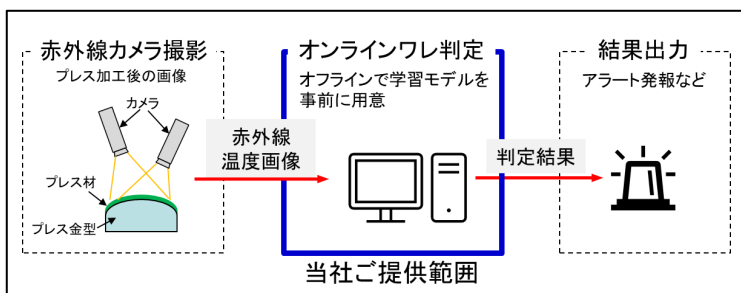 赤外線カメラ撮影
プレス加工後の画像
カメラ
プレス材
プレス金型
赤外線
温度画像
オンラインワレ判定
オフラインで学習モデルを
事前に用意
判定結果
結果出力
アラート発報など
当社ご提供範囲